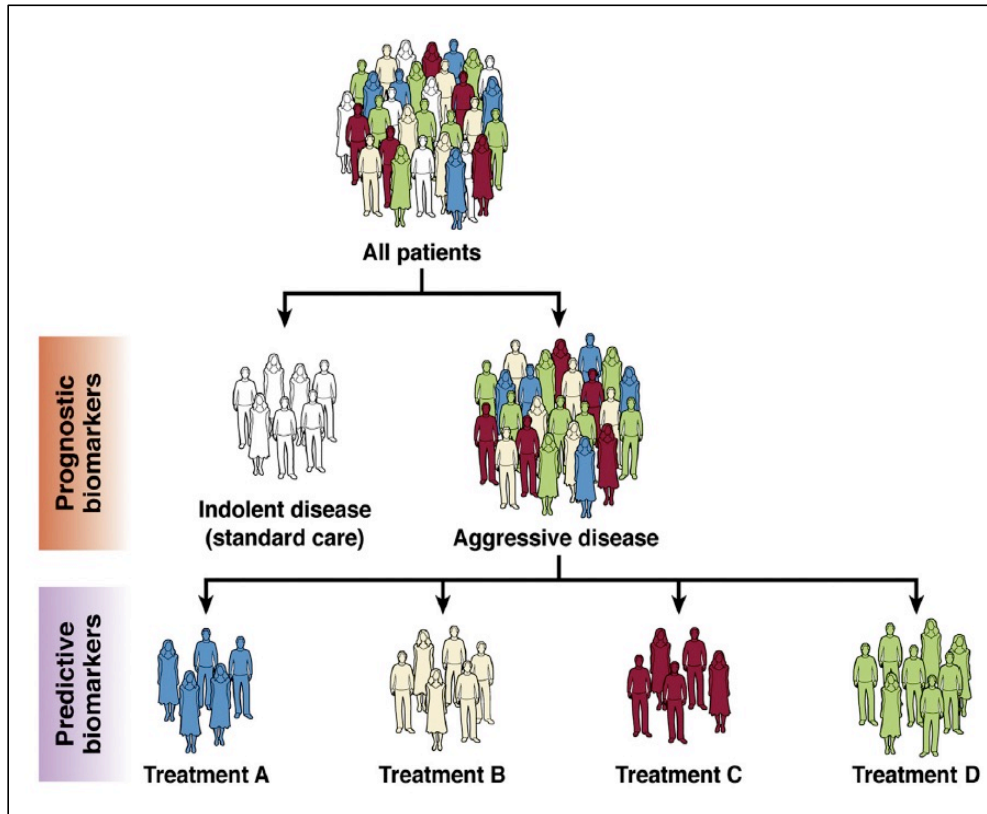 All patients
Prognostic
biomarkers
Indolent disease
(standard care)
Aggressive disease
Predictive
biomarkers
Treatment A
Treatment B
Treatment C
Treatment D